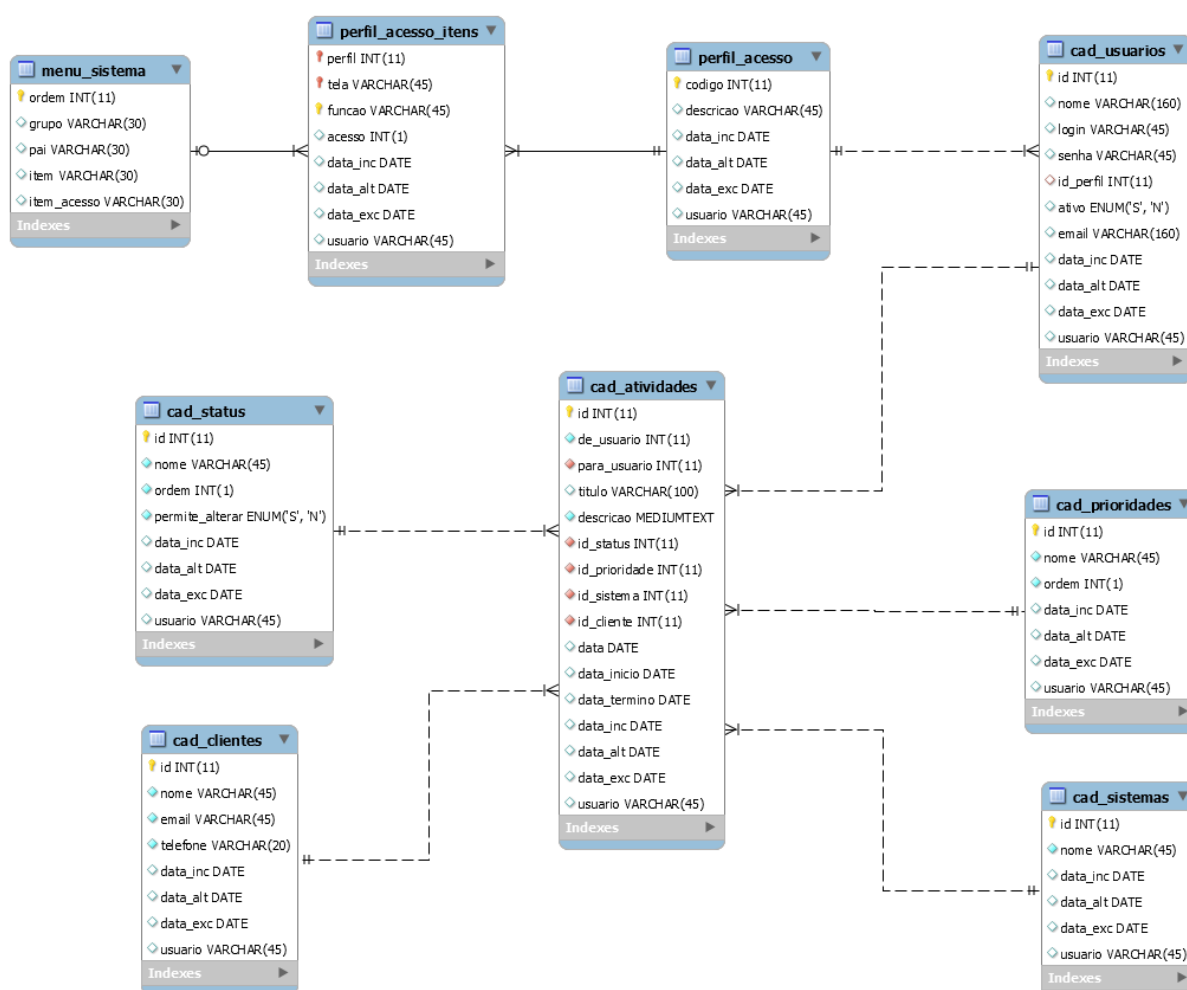 menu_sistema
ordem INT(11)
grupo VARCHAR(30)
pai VARCHAR(30)
item VARCHAR(30)
item_acesso VARCHAR(30)
Indexes
perfil_acesso_itens
perfil INT(11)
tela VARCHAR(45)
funcao VARCHAR(45)
acesso INT(1)
data_inc DATE
data_alt DATE
data_exc DATE
usuario VARCHAR(45)
Indexes
perfil_acesso
codigo INT(11)
descricao VARCHAR(45)
data_inc DATE
data_alt DATE
data_exc DATE
usuario VARCHAR(45)
Indexes
cad_usuarios
id INT(11)
nome VARCHAR(160)
login VARCHAR(45)
senha VARCHAR(45)
id_perfil INT(11)
ativo ENUM('S', 'N')
email VARCHAR(160)
data_inc DATE
data_alt DATE
data_exc DATE
usuario VARCHAR(45)
Indexes
cad_status
id INT(11)
nome VARCHAR(45)
ordem INT(1)
permite_alterar ENUM('S', 'N')
data_inc DATE
data_alt DATE
data_exc DATE
usuario VARCHAR(45)
Indexes
cad_atividades
id INT(11)
de_usuario INT(11)
para_usuario INT(11)
titulo VARCHAR(100)
descricao MEDIUMTEXT
id_status INT(11)
id_prioridade INT(11)
id_sistema INT(11)
id_cliente INT(11)
data DATE
data_inicio DATE
data_termino DATE
data_inc DATE
data_alt DATE
data_exc DATE
usuario VARCHAR(45)
Indexes
cad_prioridades
id INT(11)
nome VARCHAR(45)
ordem INT(1)
data_inc DATE
data_alt DATE
data_exc DATE
usuario VARCHAR(45)
Indexes
cad_clientes
id INT(11)
nome VARCHAR(45)
email VARCHAR(45)
telefone VARCHAR(20)
data_inc DATE
data_alt DATE
data_exc DATE
usuario VARCHAR(45)
Indexes
cad_sistemas
id INT(11)
nome VARCHAR(45)
data_inc DATE
data_alt DATE
data_exc DATE
usuario VARCHAR(45)
Indexes